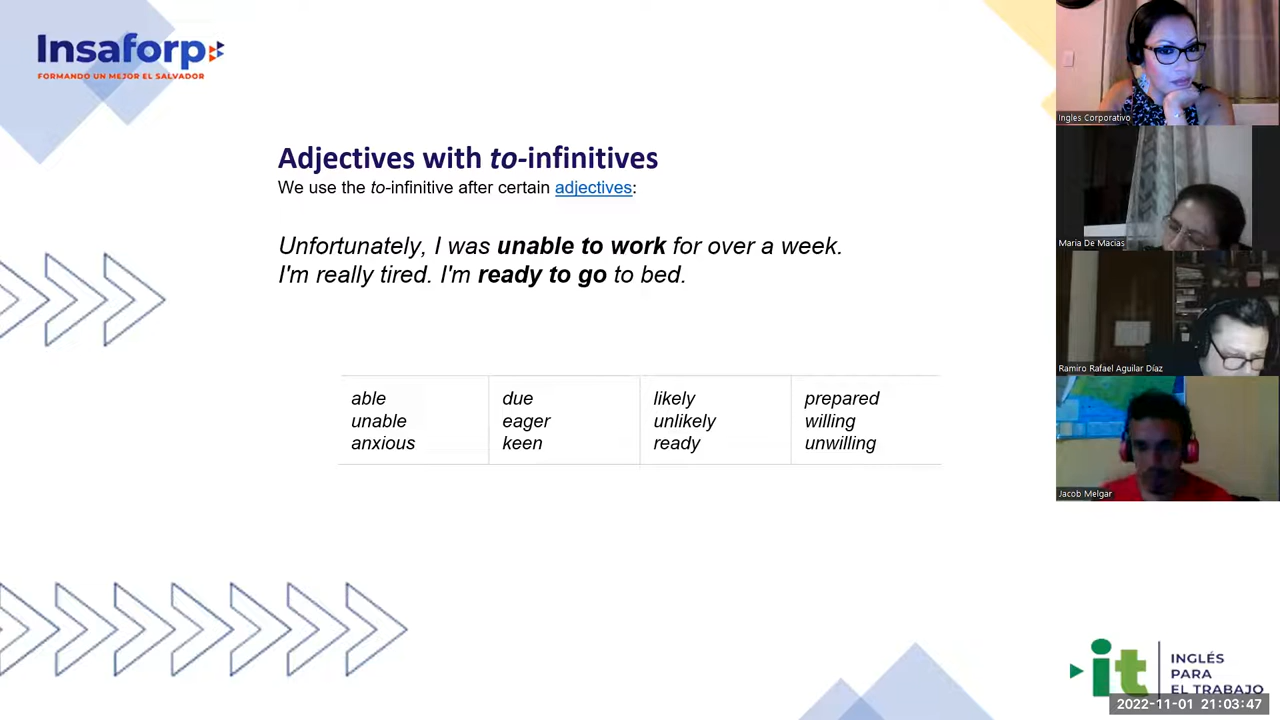 Insaforp
FORMANDO UN MEJOR EL SALVADOR
Adjectives with to-infinitives
We use the to-infinitive after certain adjectives:
Unfortunately, I was unable to work for over a week.
I'm really tired. I'm ready to go to bed.
able due likely prepared
unable eager unlikely willing
anxious keen ready unwilling
Ingles Corporativo
Maria De Macias
Ramiro Rafael Aguilar Díaz
Jacob Melgar
it
INGLÉS
PARA
EL TRABAJO
2022-11-01 21:03:47